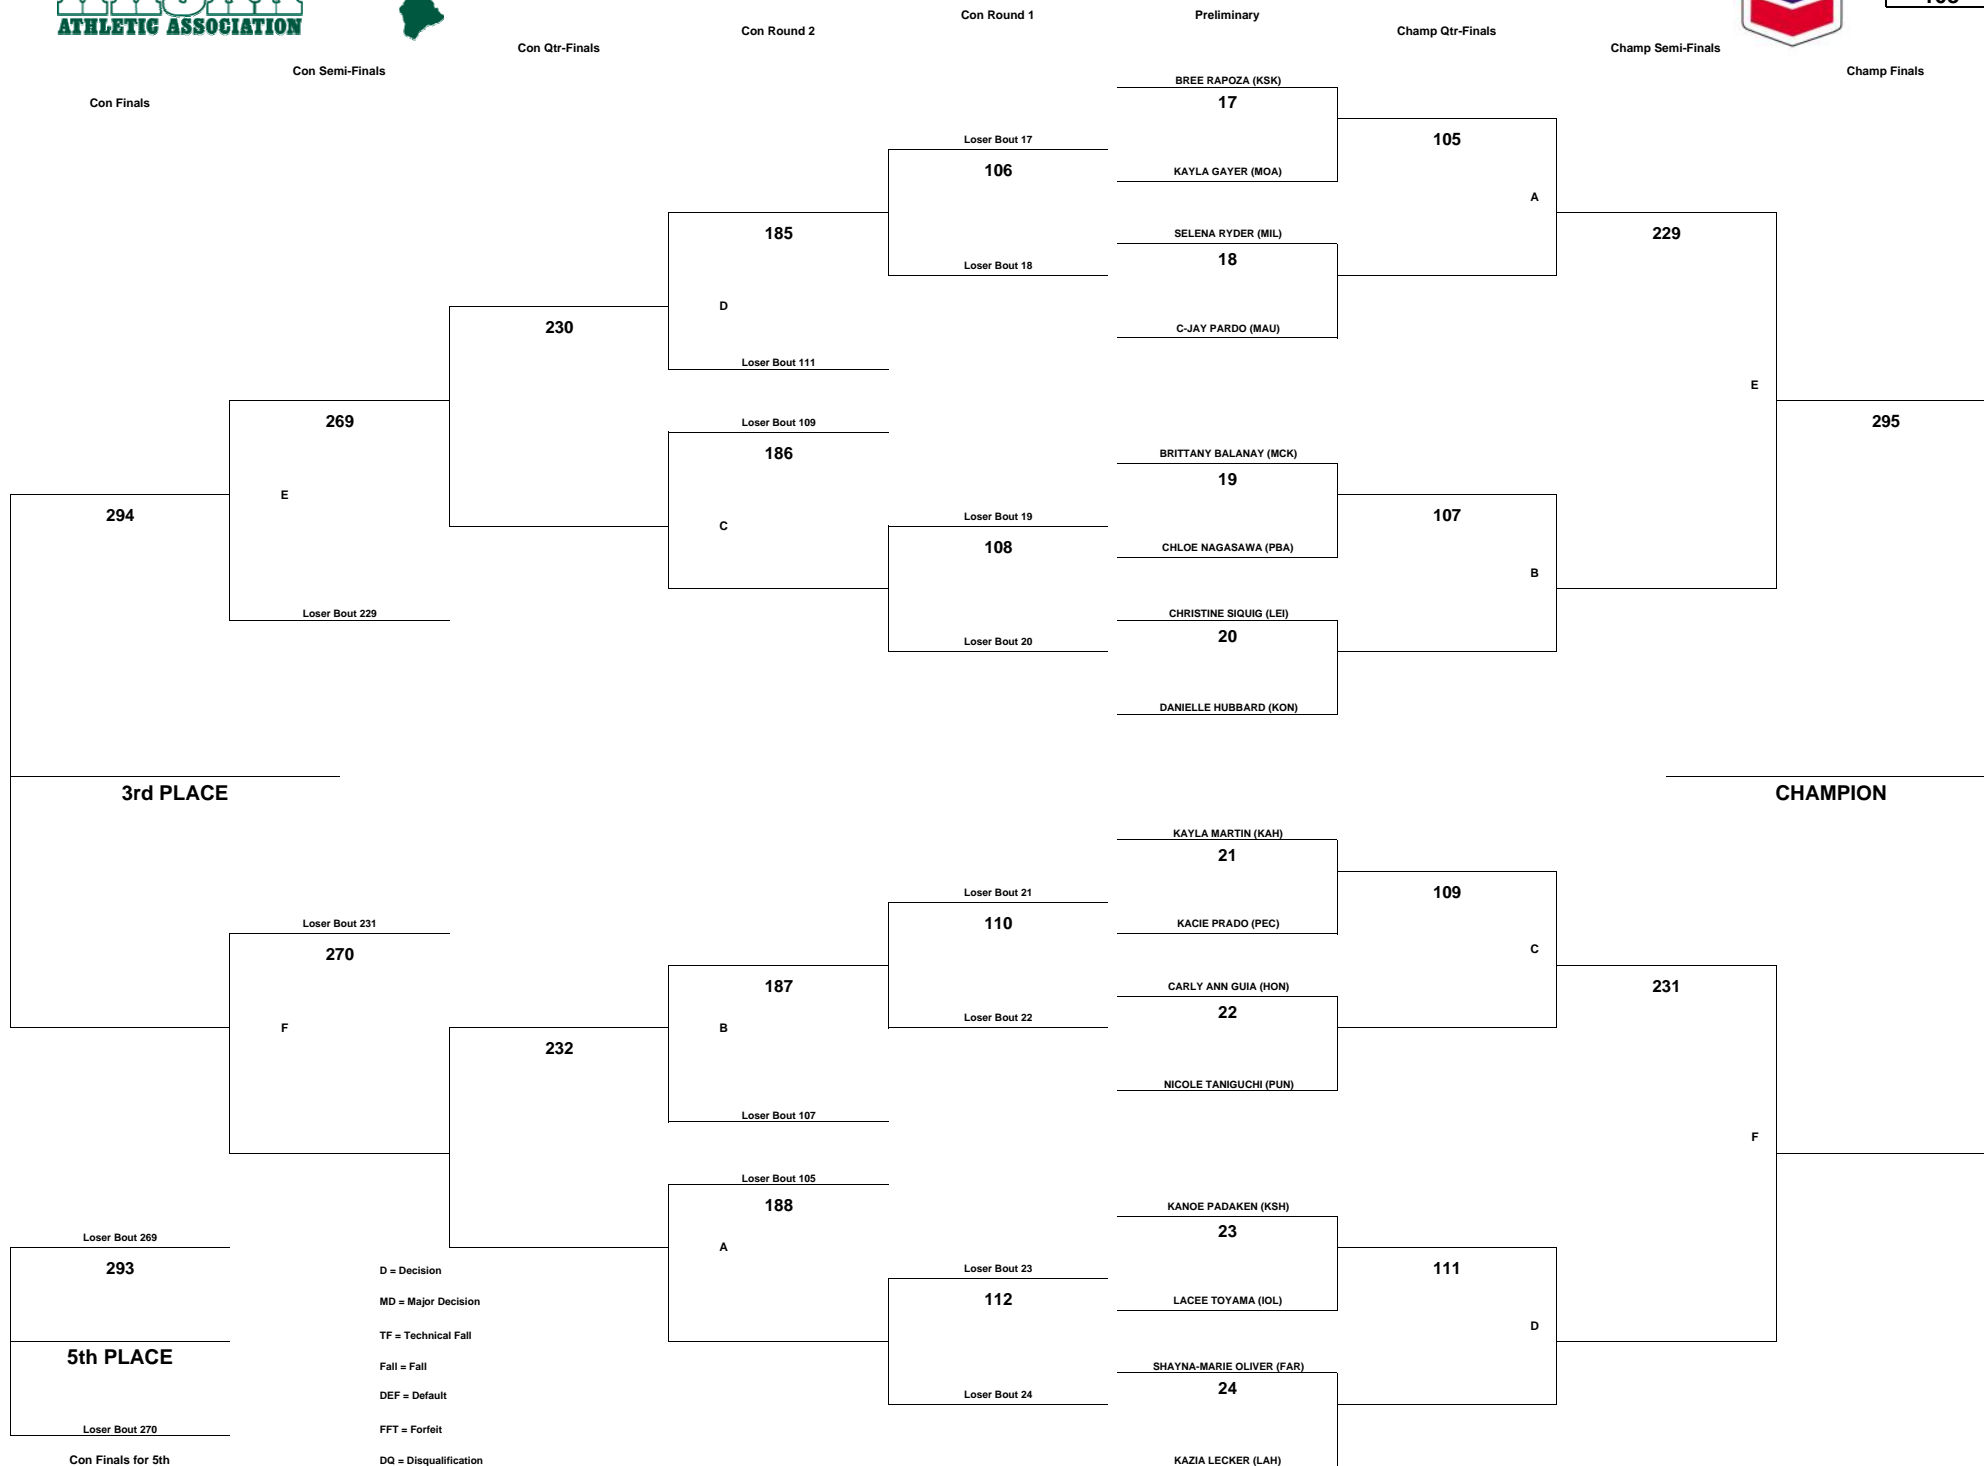 ATHLETIC ASSOCIATION
Con Round 1
Preliminary
Con Round 2
Champ Qtr-Finals
Con Qtr-Finals
Champ Semi-Finals
Con Semi-Finals
Champ Finals
Con Finals
BREE RAPOZA (KSK)
17
Loser Bout 17
105
106
KAYLA GAYER (MOA)
A
185
SELENA RYDER (MIL)
229
18
Loser Bout 18
D
230
C-JAY PARDO (MAU)
Loser Bout 111
E
269
Loser Bout 109
295
186
BRITTANY BALANAY (MCK)
19
E
294
Loser Bout 19
107
C
108
CHLOE NAGASAWA (PBA)
B
Loser Bout 229
CHRISTINE SIQUIG (LEI)
20
Loser Bout 20
DANIELLE HUBBARD (KON)
3rd PLACE
CHAMPION
KAYLA MARTIN (KAH)
21
Loser Bout 21
109
Loser Bout 231
110
KACIE PRADO (PEC)
270
C
187
CARLY ANN GUIA (HON)
231
22
Loser Bout 22
F
B
232
NICOLE TANIGUCHI (PUN)
Loser Bout 107
F
Loser Bout 105
188
KANOE PADAKEN (KSH)
23
Loser Bout 269
A
293
D = Decision
Loser Bout 23
111
112
MD = Major Decision
LACEE TOYAMA (IOL)
D
TF = Technical Fall
5th PLACE
Fall = Fall
SHAYNA-MARIE OLIVER (FAR)
24
DEF = Default
Loser Bout 24
Loser Bout 270
FFT = Forfeit
Con Finals for 5th
DQ = Disqualification
KAZIA LECKER (LAH)